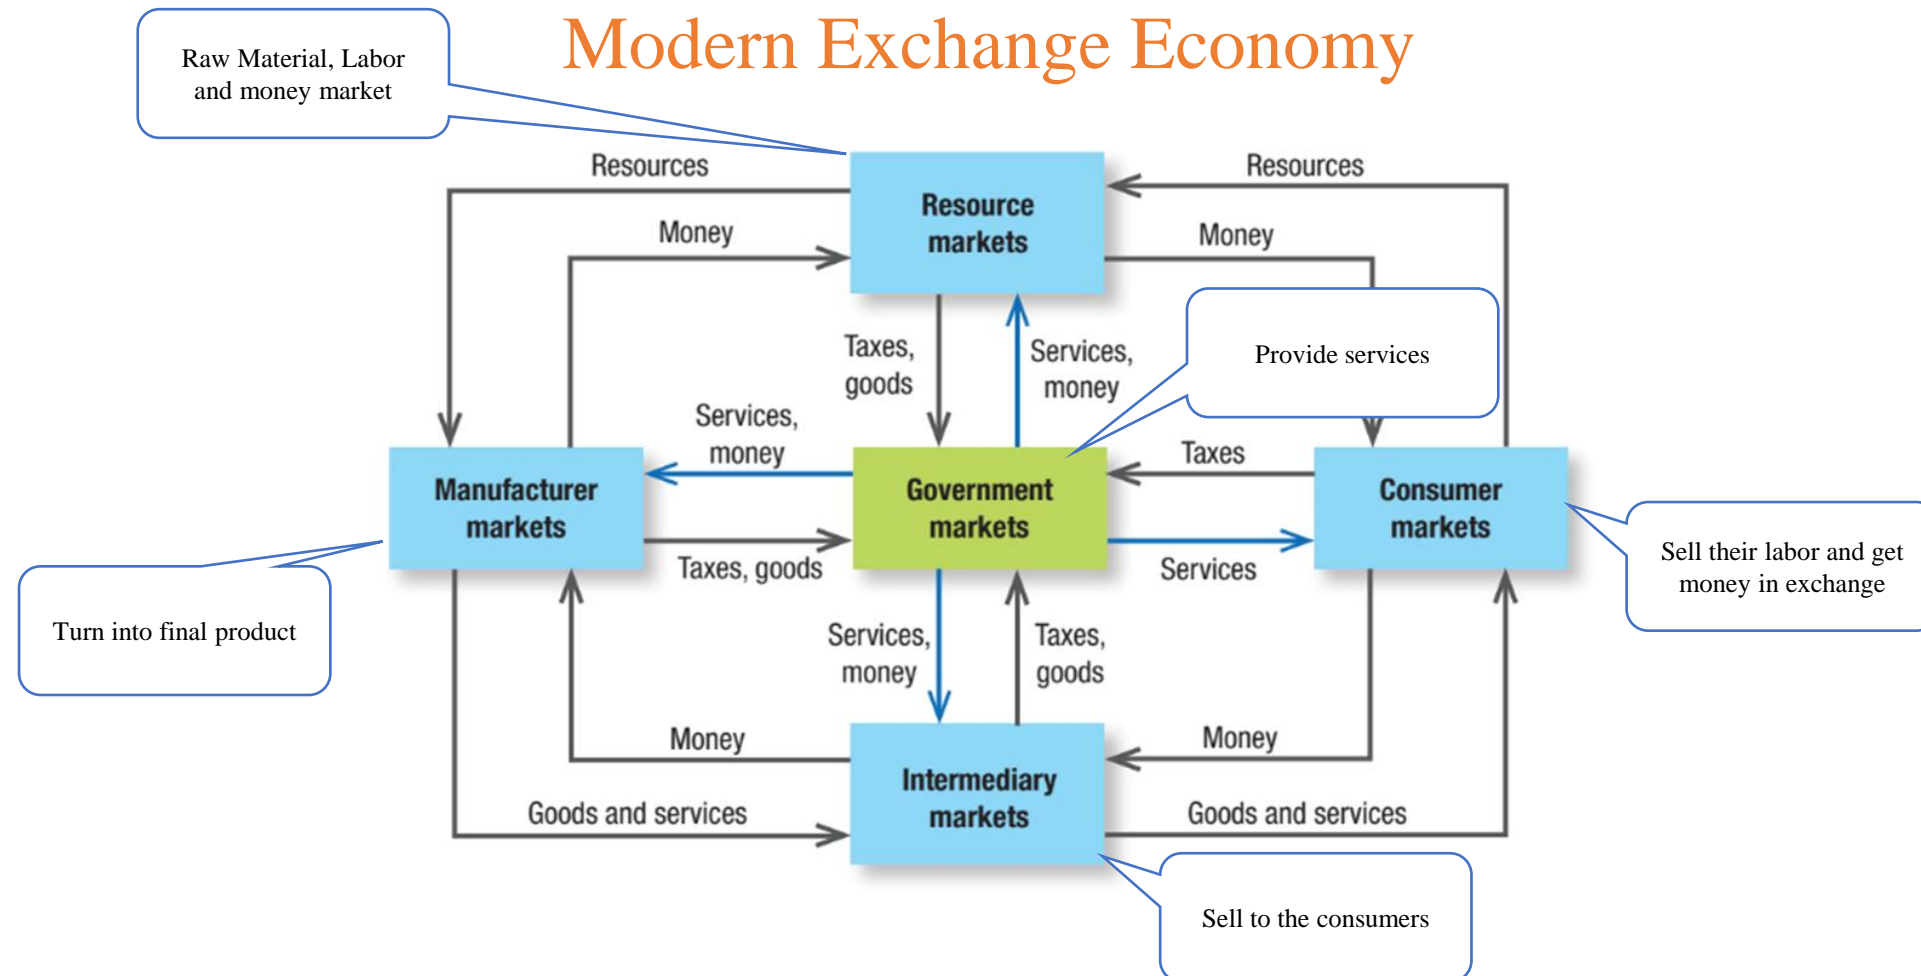 Modern Exchange Economy
Raw Material, Labor
and money market
Resources
Resources
Resource
markets
Money
Money
Taxes,
goods
Services,
money
Provide services
Services,
money
Taxes
Manufacturer
markets
Government
markets
Consumer
markets
Taxes, goods
Services
Sell their labor and get
money in exchange
Turn into final product
Services,
money
Taxes,
goods
Money
Money
Intermediary
markets
Goods and services
Goods and services
Sell to the consumers